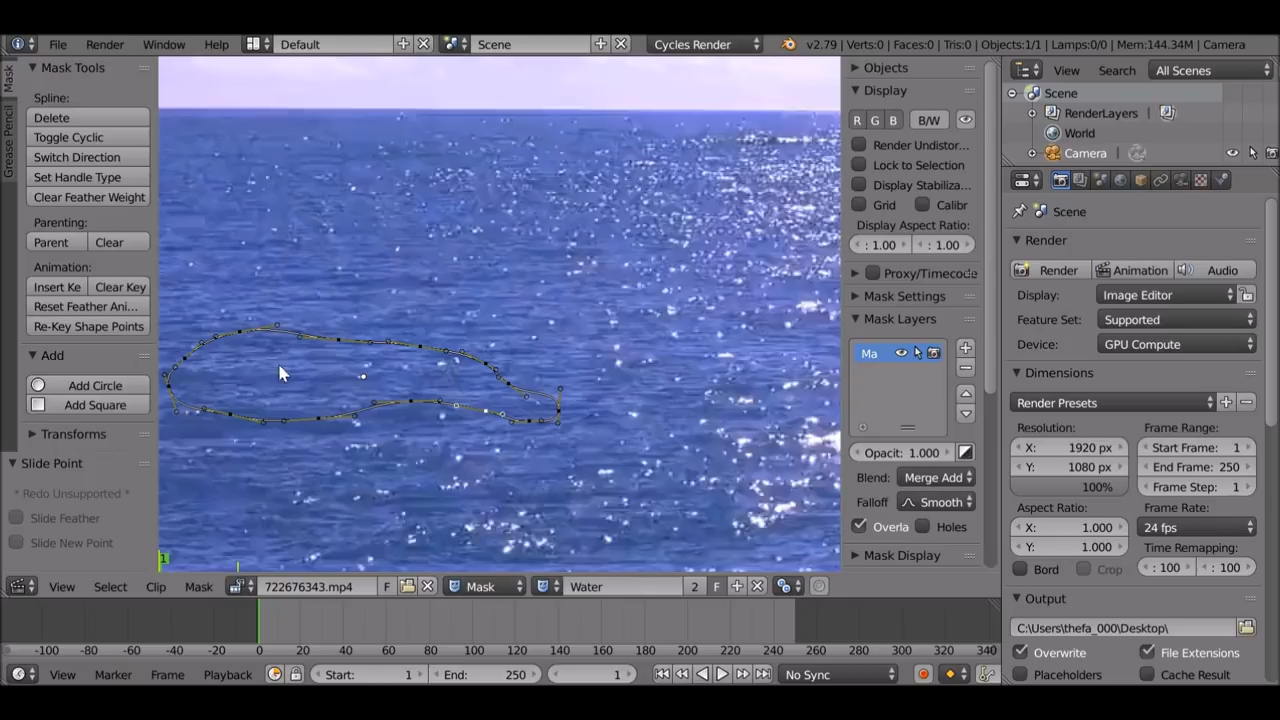 File Render Window Help Default Scene Cycles Render v2.79 | Verts:0 | Faces:0 | Tris:0 | Objects:1/1 | Lamps:0/0 | Mem:144.34M | Camera
Mask
Grease Pencil
Mask Tools
Spline:
Delete
Toggle Cyclic
Switch Direction
Set Handle Type
Clear Feather Weight
Parenting:
Parent Clear
Animation:
Insert Ke Clear Key
Reset Feather Ani...
Re-Key Shape Points
Add
Add Circle
Add Square
Transforms
Slide Point
* Redo Unsupported *
Slide Feather
Slide New Point
1
Objects
Display
R G B B/W
Render Undistor...
Lock to Selection
Display Stabiliza...
Grid Calibr
Display Aspect Ratio:
: 1.00 : 1.00
Proxy/Timecode
Mask Settings
Mask Layers
Ma
Opacity: 1.000
Blend: Merge Add
Falloff Smooth
Overla Holes
Mask Display
View Search All Scenes
Scene
RenderLayers
World
Camera
Scene
Render
Render Animation Audio
Display: Image Editor
Feature Set: Supported
Device: GPU Compute
Dimensions
Render Presets
Resolution: Frame Range:
X: 1920 px Start Frame: 1
Y: 1080 px End Frame: 250
100% Frame Step: 1
Aspect Ratio: Frame Rate:
X: 1.000 24 fps
Y: 1.000 Time Remapping:
Bord Crop : 100 : 100
Output
C:\Users\thefa_000\Desktop\
Overwrite File Extensions
Placeholders Cache Result
View Select Clip Mask 722676343.mp4 F Mask Water 2 F
-100 -80 -60 -40 -20 0 20 40 60 80 100 120 140 160 180 200 220 240 260 280 300 320 340
View Marker Frame Playback Start: 1 End: 250 1 No Sync